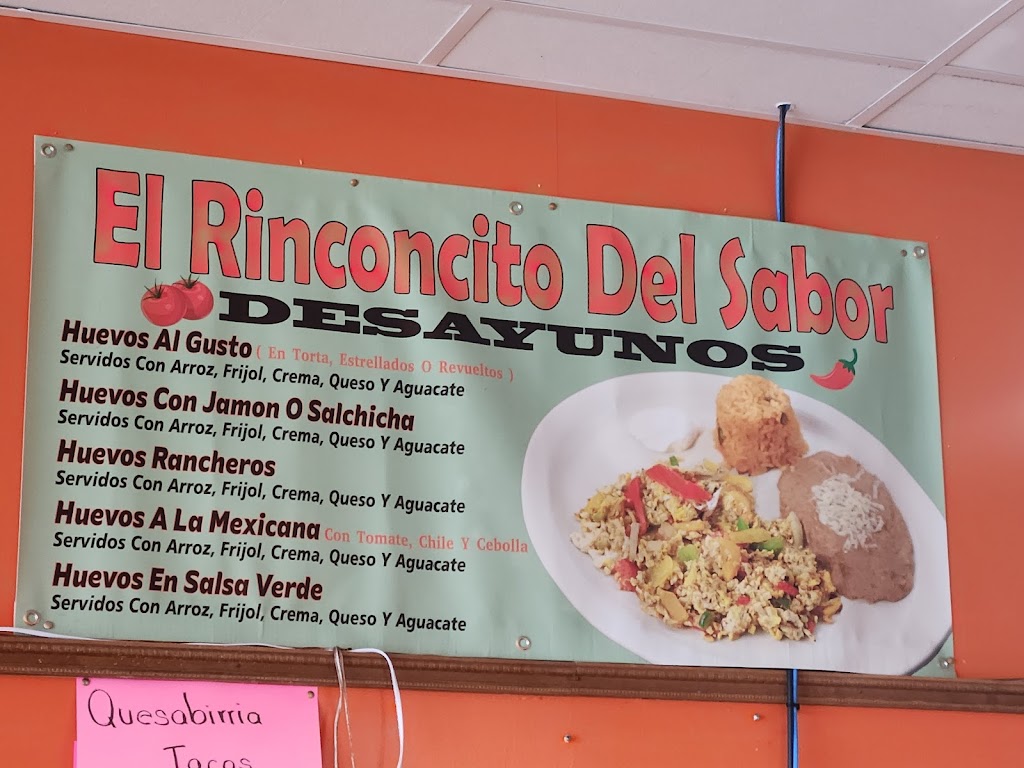 El Rinconcito Del Sabor
DESAYUNOS
Huevos Al Gusto ( En Torta, Estrellados O Revueltos )
Servidos Con Arroz, Frijol, Crema, Queso Y Aguacate
Huevos Con Jamon O Salchicha
Servidos Con Arroz, Frijol, Crema, Queso Y Aguacate
Huevos Rancheros
Servidos Con Arroz, Frijol, Crema, Queso Y Aguacate
Huevos A La Mexicana Con Tomate, Chile Y Cebolla
Servidos Con Arroz, Frijol, Crema, Queso Y Aguacate
Huevos En Salsa Verde
Servidos Con Arroz, Frijol, Crema, Queso Y Aguacate
Quesabirria
Tacos